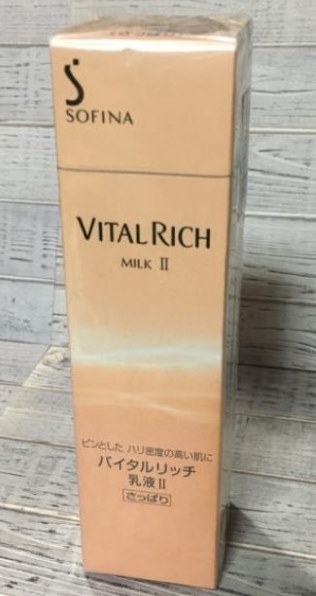 SOFINA
VITAL RICH
MILK II
ピンとした ハリ密度の高い肌に
バイタルリッチ
乳液II
さっぱり